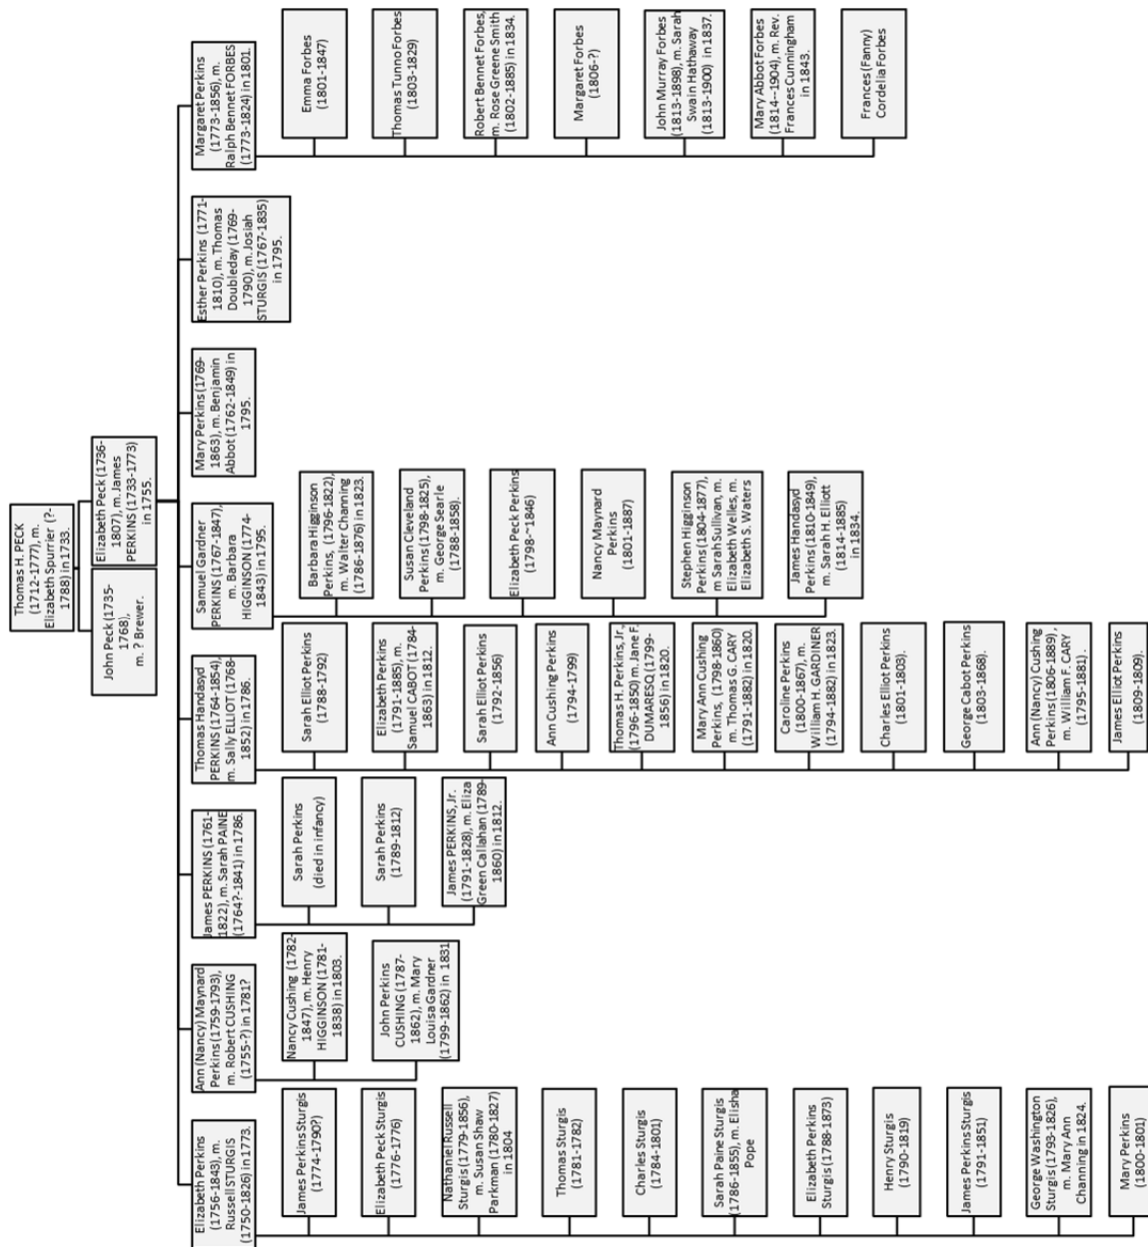 Thomas H. PECK
(1712-1777), m.
Elizabeth Spurrier (?-
1788) in 1733.
John Peck (1735-
1768),
m. ? Brewer.
Elizabeth Peck (1736-
1807), m. James
PERKINS (1733-1773)
in 1755.
Elizabeth Perkins
(1756-1843), m.
Russell STURGIS
(1750-1826) in 1773.
James Perkins Sturgis
(1774-1790?)
Elizabeth Peck Sturgis
(1776-1776)
Nathaniel Russell
Sturgis (1779-1856),
m. Susan Shaw
Parkman (1780-1827)
in 1804
Thomas Sturgis
(1781-1782)
Charles Sturgis
(1784-1801)
Sarah Paine Sturgis
(1786-1855), m. Elisha
Pope
Elizabeth Perkins
Sturgis (1788-1873)
Henry Sturgis
(1790-1819)
James Perkins Sturgis
(1791-1851)
George Washington
Sturgis (1793-1826),
m. Mary Ann
Channing in 1824.
Mary Perkins
(1800-1801)
Ann (Nancy) Maynard
Perkins (1759-1793),
m. Robert CUSHING
(1755-?) in 1781?
Nancy Cushing (1782-
1847), m. Henry
HIGGINSON (1781-
1838) in 1803.
John Perkins
CUSHING (1787-
1862), m. Mary
Louisa Gardner
(1799-1862) in 1831
James PERKINS (1761-
1822), m. Sarah PAINE
(1764?-1841) in 1786.
Sarah Perkins
(died in infancy)
Sarah Perkins
(1789-1812)
James PERKINS, Jr.
(1791-1828), m. Eliza
Green Callahan (1789-
1860) in 1812.
Thomas Handasyd
PERKINS (1764-1854),
m. Sally ELLIOT (1768-
1852) in 1786.
Sarah Elliot Perkins
(1788-1792)
Elizabeth Perkins
(1791-1885), m.
Samuel CABOT (1784-
1863) in 1812.
Sarah Elliot Perkins
(1792-1856)
Ann Cushing Perkins
(1794-1799)
Thomas H. Perkins, Jr.,
(1796-1850) m. Jane F.
DUMARESQ (1799-
1856) in 1820.
Mary Ann Cushing
Perkins, (1798-1860)
m. Thomas G. CARY
(1791-1882) in 1820.
Caroline Perkins
(1800-1867), m.
William H. GARDINER
(1794-1882) in 1823.
Charles Elliot Perkins
(1801-1803).
George Cabot Perkins
(1803-1868).
Ann (Nancy) Cushing
Perkins (1806-1889) ,
m. William F. CARY
(1795-1881) .
James Elliot Perkins
(1809-1809).
Samuel Gardner
PERKINS (1767-1847),
m. Barbara
HIGGINSON (1774-
1843) in 1795.
Barbara Higginson
Perkins, (1796-1822),
m. Walter Channing
(1786-1876) in 1823.
Susan Cleveland
Perkins (1798-1825),
m. George Searle
(1788-1858).
Elizabeth Peck Perkins
(1798-~1846)
Nancy Maynard
Perkins
(1801-1887)
Stephen Higginson
Perkins (1804-1877),
m Sarah Sullivan, m.
Elizabeth Welles, m.
Elizabeth S. Waters
James Handasyd
Perkins (1810-1849),
m. Sarah H. Elliott
(1814-1885)
in 1834.
Mary Perkins (1769-
1863), m. Benjamin
Abbot (1762-1849) in
1795.
Esther Perkins (1771-
1810), m. Thomas
Doubleday (1769-
1790), m. Josiah
STURGIS (1767-1835)
in 1795.
Margaret Perkins
(1773-1856), m.
Ralph Bennet FORBES
(1773-1824) in 1801.
Emma Forbes
(1801-1847)
Thomas Tunno Forbes
(1803-1829)
Robert Bennet Forbes,
m. Rose Greene Smith
(1802-1885) in 1834.
Margaret Forbes
(1806-?)
John Murray Forbes
(1813-1898), m. Sarah
Swain Hathaway
(1813-1900) in 1837.
Mary Abbot Forbes
(1814--1904), m. Rev.
Frances Cunningham
in 1843.
Frances (Fanny)
Cordelia Forbes